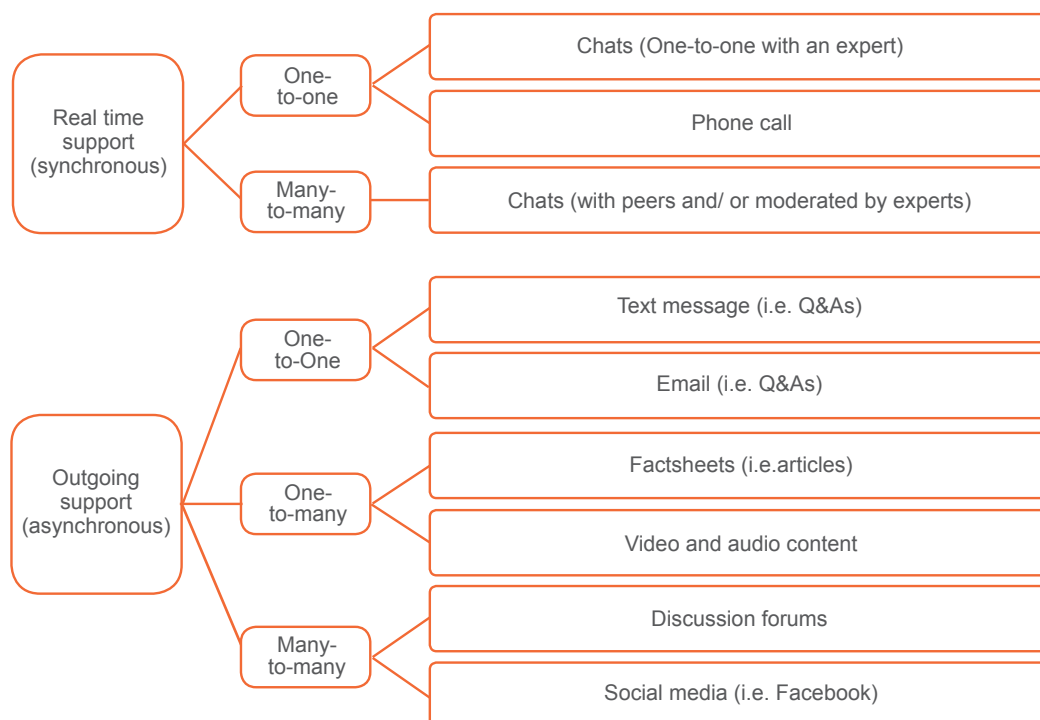 Real time
support
(synchronous)
One-
to-one
Chats (One-to-one with an expert)
Phone call
Many-
to-many
Chats (with peers and/ or moderated by experts)
Outgoing
support
(asynchronous)
One-
to-One
Text message (i.e. Q&As)
Email (i.e. Q&As)
One-
to-many
Factsheets (i.e.articles)
Video and audio content
Many-
to-many
Discussion forums
Social media (i.e. Facebook)